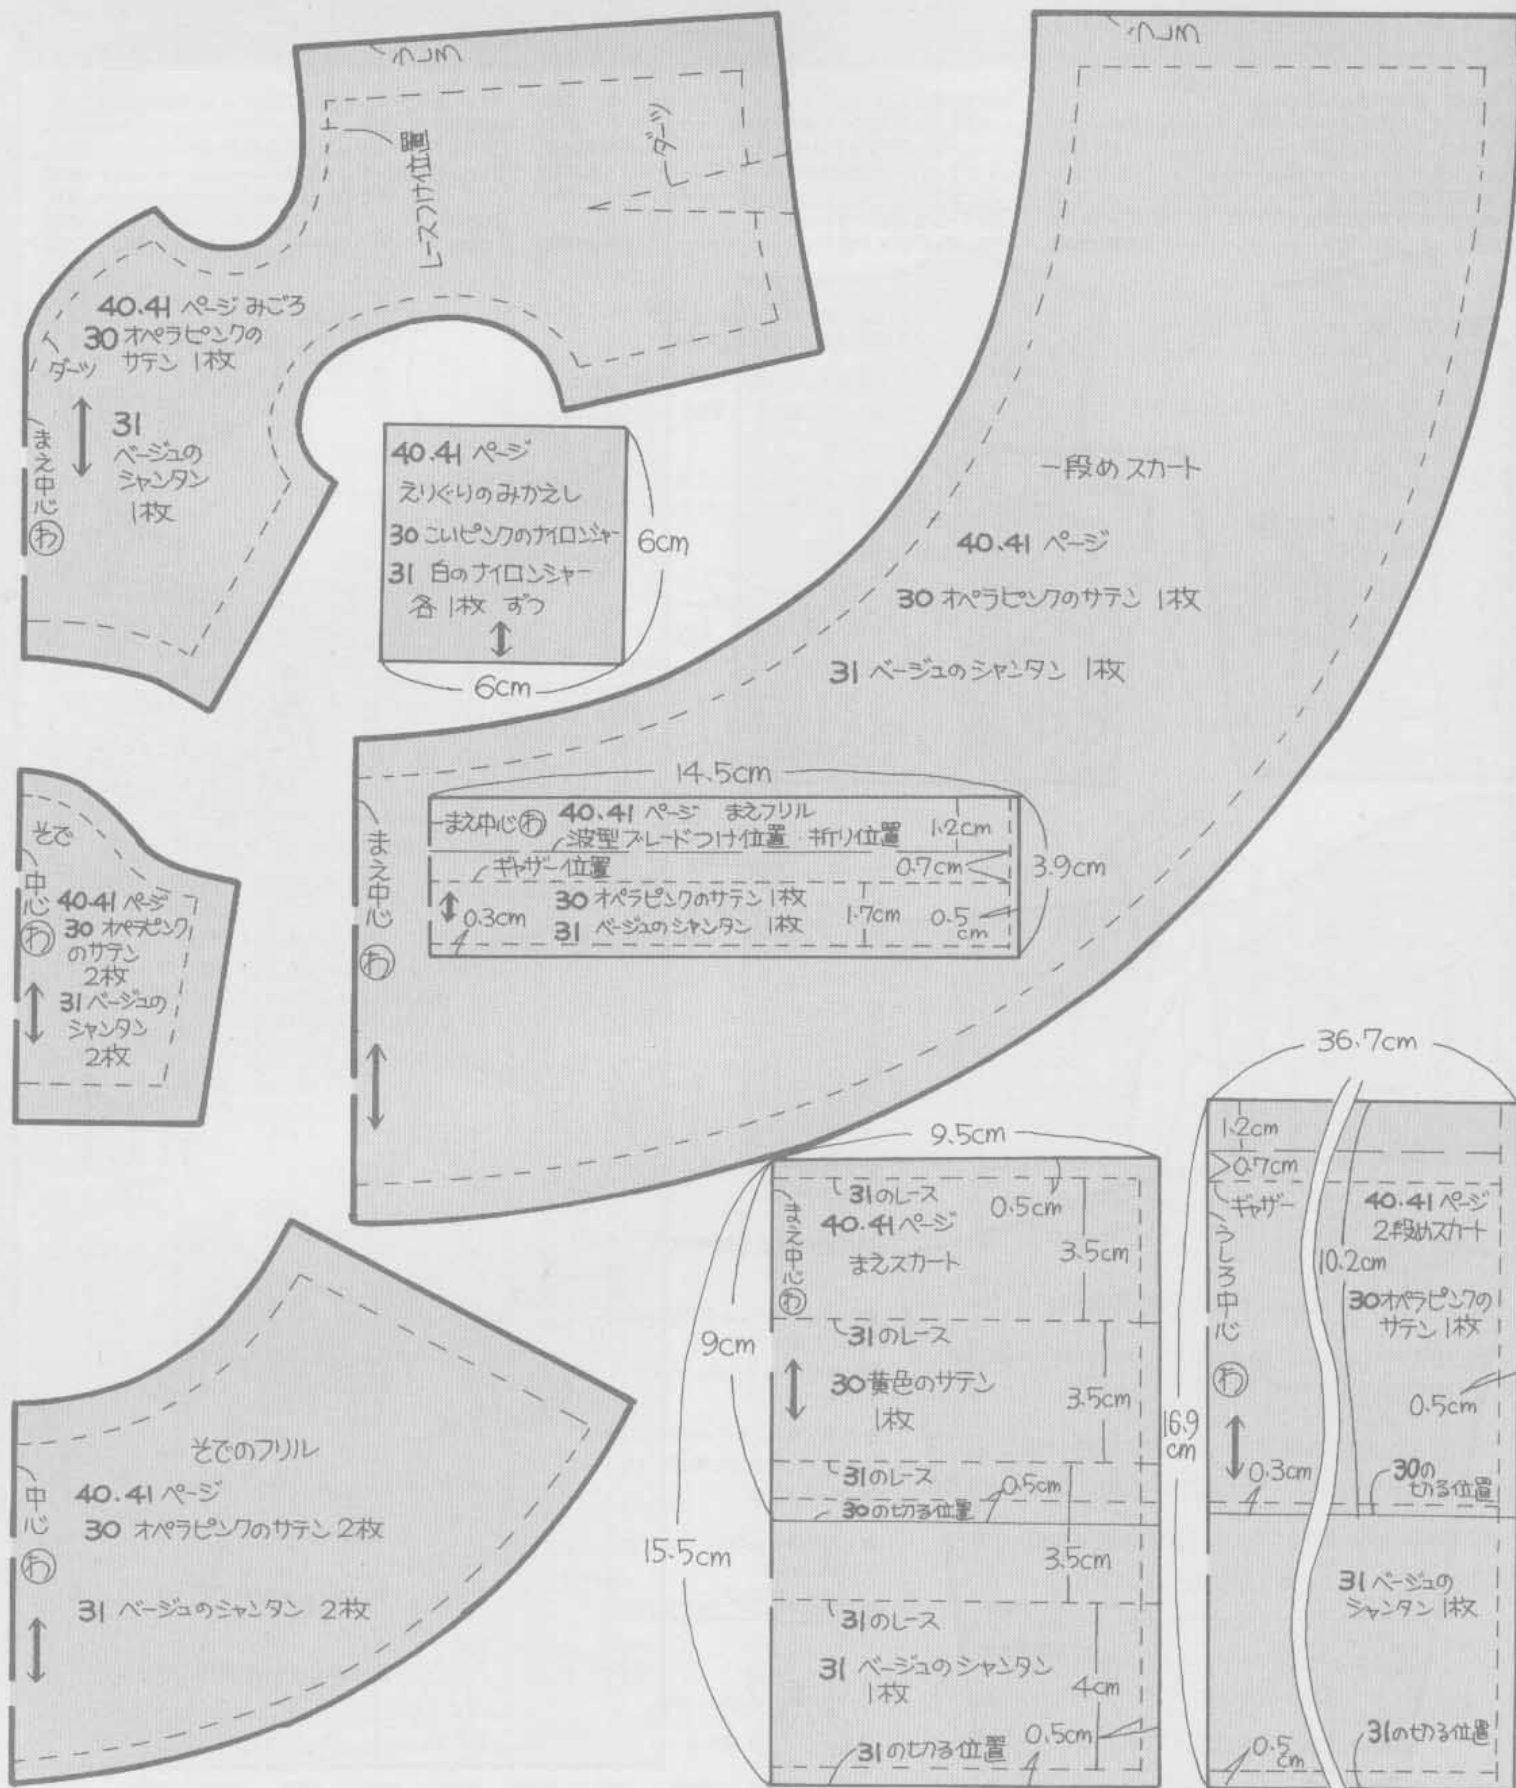 うしろ
レースつけ位置
ダーツ
40.41 ページ みごろ
30 オペラピンクの
サテン 1枚
ダーツ
まえ中心 わ
31
ベージュの
シャンタン
1枚
40.41 ページ
えりぐりのみかえし
30 こいピンクのナイロンシャー
31 白のナイロンシャー
各 1枚 ずつ
6cm
6cm
うしろ
一段め スカート
40.41 ページ
30 オペラピンクのサテン 1枚
31 ベージュのシャンタン 1枚
まえ中心 わ
14.5cm
まえ中心 わ 40.41 ページ まえフリル
波型ブレードつけ位置・折り位置 1.2cm
ギャザー位置 0.7cm
3.9cm
0.3cm 30 オペラピンクのサテン 1枚
31 ベージュのシャンタン 1枚
1.7cm 0.5cm
そで
中心 わ
40.41 ページ
30 オペラピンク
のサテン
2枚
31 ベージュの
シャンタン
2枚
そでのフリル
40.41 ページ
30 オペラピンクのサテン 2枚
31 ベージュのシャンタン 2枚
中心 わ
9.5cm
31のレース 0.5cm
40.41 ページ
まえスカート
まえ中心 わ
3.5cm
31のレース
9cm
30 黄色のサテン
1枚
3.5cm
31のレース 0.5cm
30の切る位置
15.5cm
3.5cm
31のレース
31 ベージュのシャンタン
1枚
4cm
31の切る位置 0.5cm
36.7cm
1.2cm
0.7cm
ギャザー
40.41 ページ
2段めスカート
うしろ中心 わ
10.2cm
30 オペラピンクの
サテン 1枚
16.9
cm
0.5cm
0.3cm
30の
切る位置
31 ベージュの
シャンタン 1枚
0.5
cm
31の切る位置